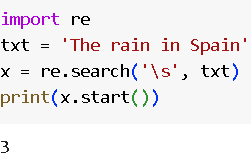 import re
txt = 'The rain in Spain'
x = re.search('\s', txt)
print(x.start())
3